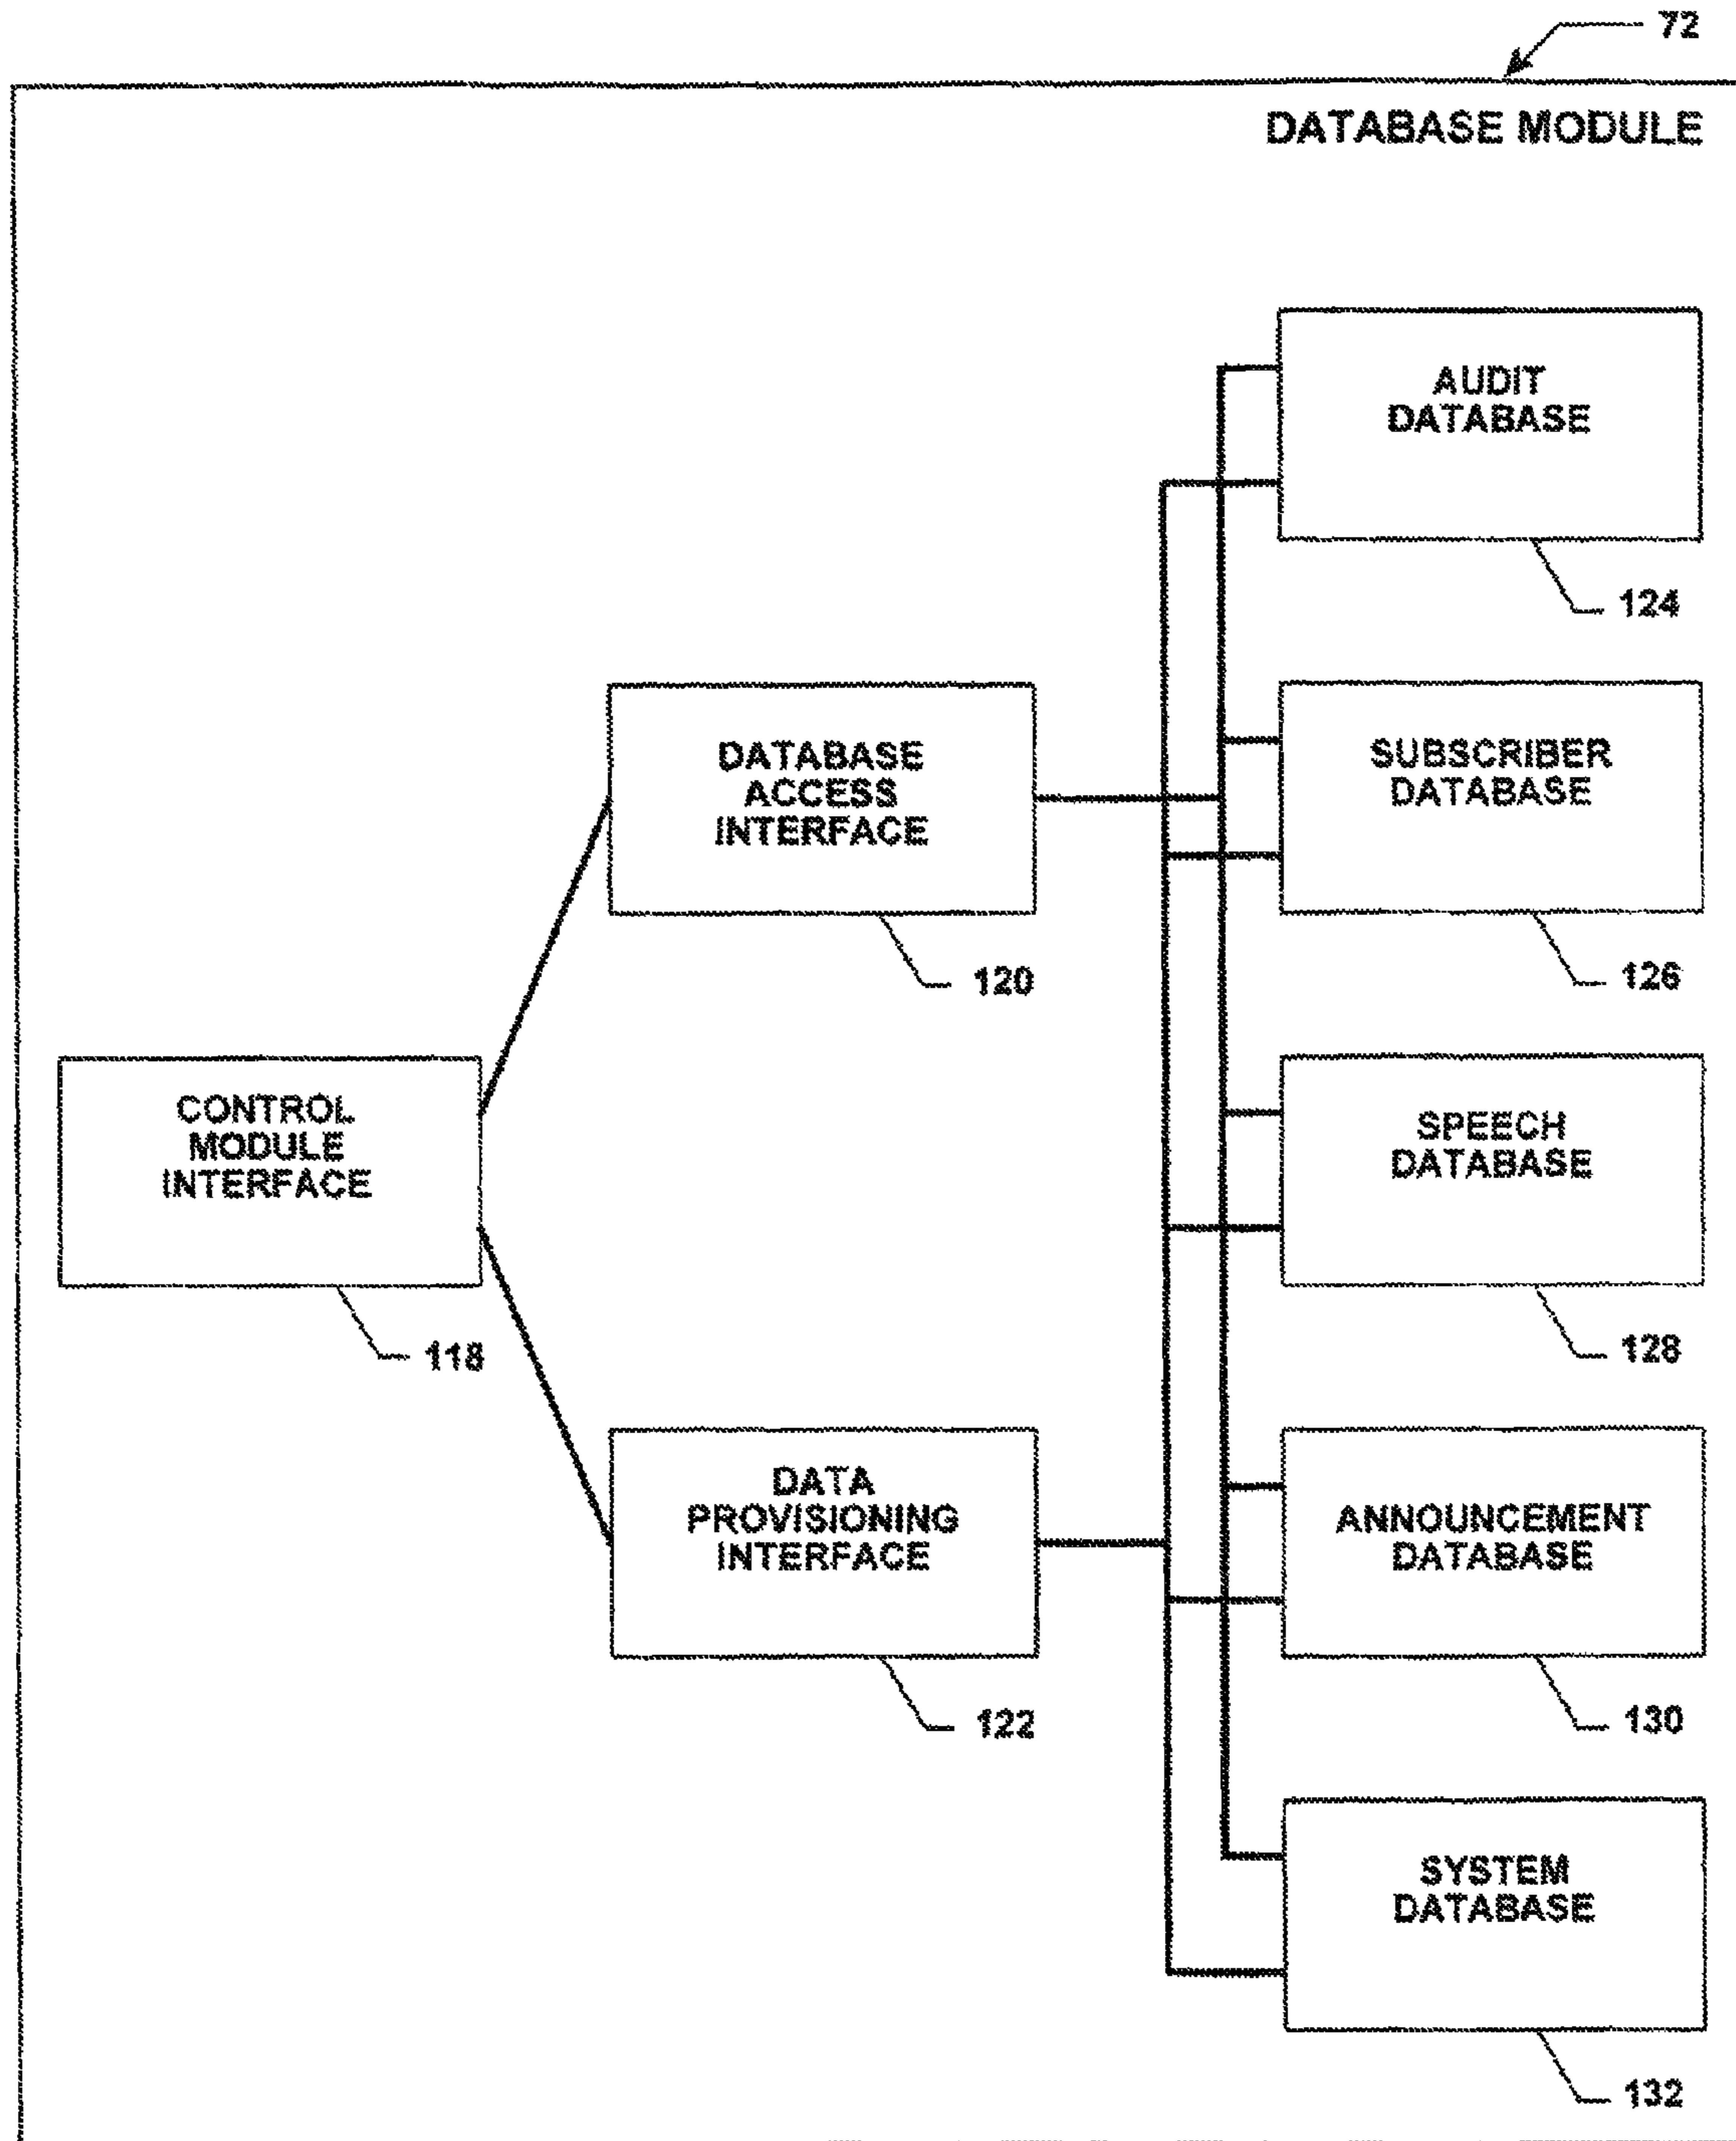 72
DATABASE MODULE
AUDIT
DATABASE
124
DATABASE
ACCESS
INTERFACE
120
SUBSCRIBER
DATABASE
126
CONTROL
MODULE
INTERFACE
118
SPEECH
DATABASE
128
DATA
PROVISIONING
INTERFACE
122
ANNOUNCEMENT
DATABASE
130
SYSTEM
DATABASE
132